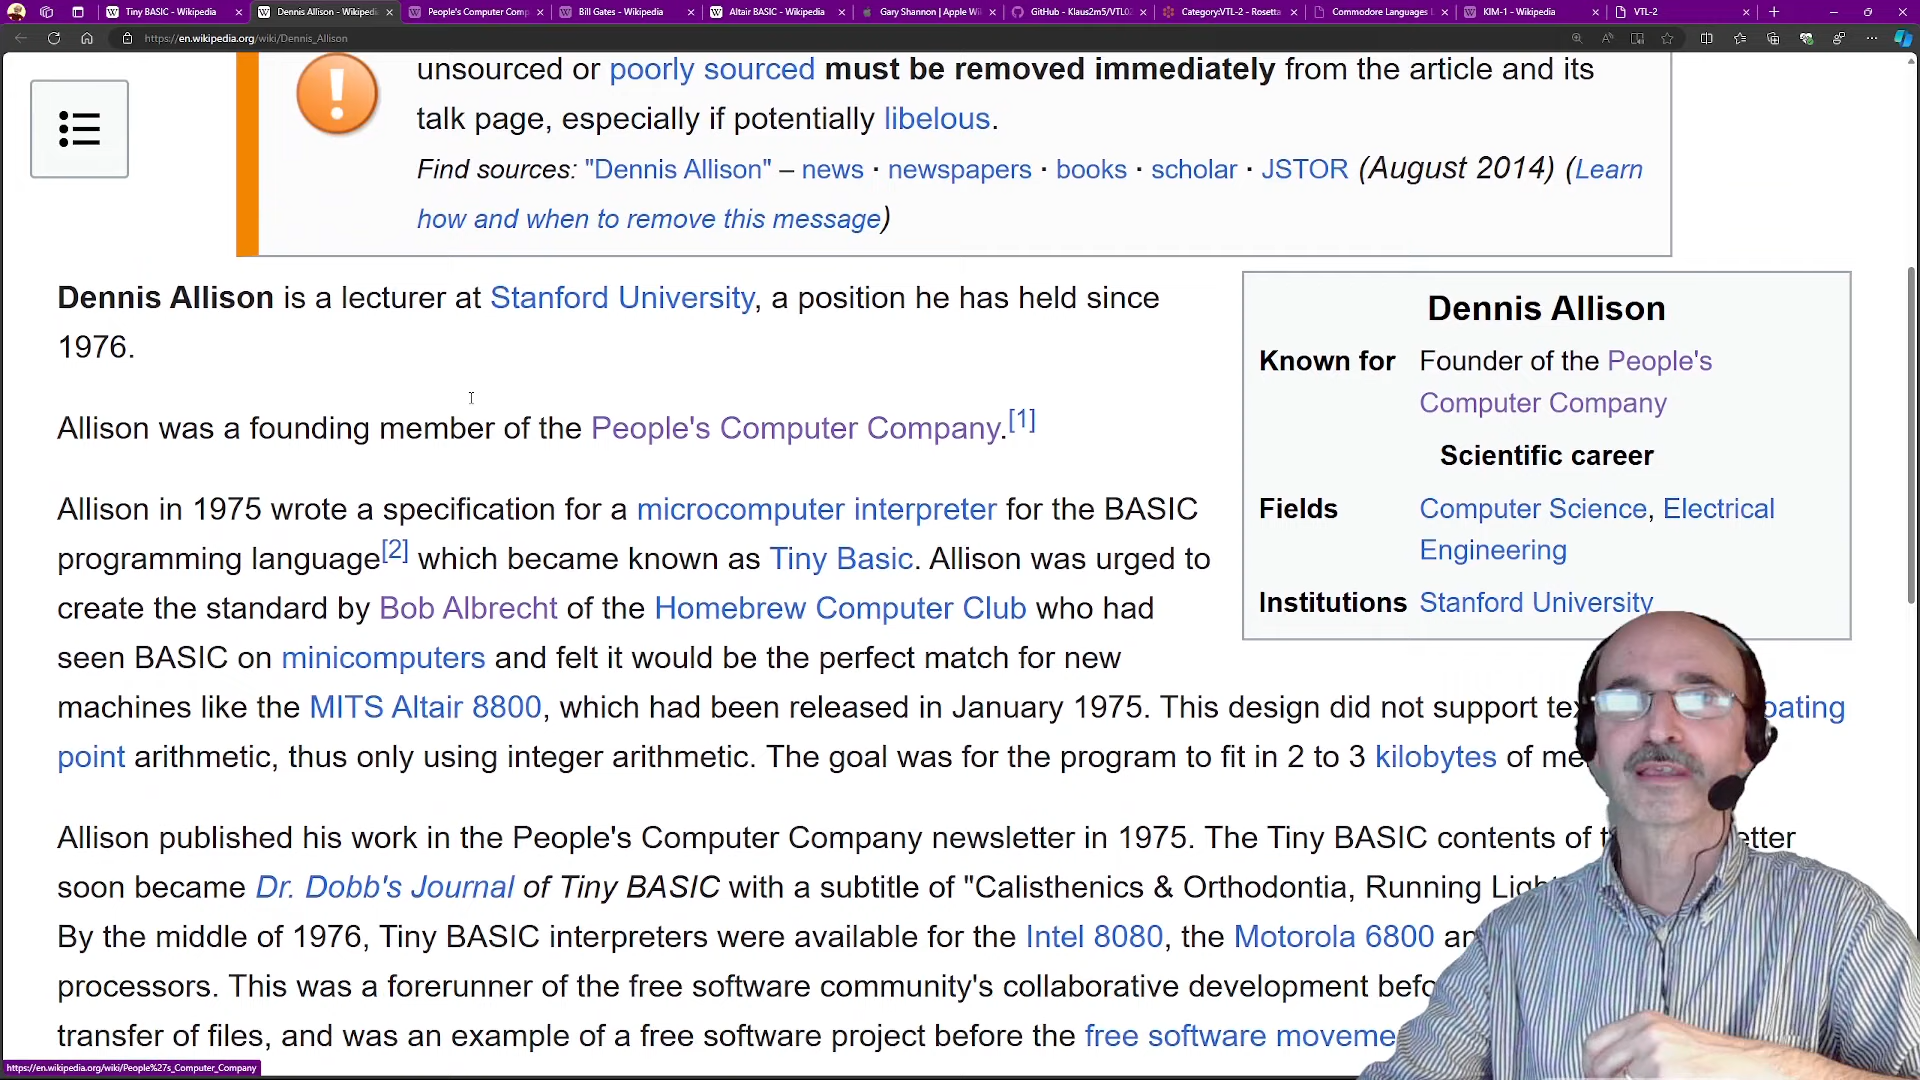 Tiny BASIC - Wikipedia
Dennis Allison - Wikipedi
People's Computer Comp
Bill Gates - Wikipedia
Altair BASIC - Wikipedia
Gary Shannon | Apple Wi
GitHub - Klaus2m5/VTL02
Category:VTL-2 - Rosetta
Commodore Languages
KIM-1 - Wikipedia
VTL-2
https://en.wikipedia.org/wiki/Dennis_Allison
unsourced or poorly sourced must be removed immediately from the article and its
talk page, especially if potentially libelous.
Find sources: "Dennis Allison" – news · newspapers · books · scholar · JSTOR (August 2014) (Learn
how and when to remove this message)
Dennis Allison is a lecturer at Stanford University, a position he has held since
1976.
Allison was a founding member of the People's Computer Company.[1]
Allison in 1975 wrote a specification for a microcomputer interpreter for the BASIC
programming language[2] which became known as Tiny Basic. Allison was urged to
create the standard by Bob Albrecht of the Homebrew Computer Club who had
seen BASIC on minicomputers and felt it would be the perfect match for new
machines like the MITS Altair 8800, which had been released in January 1975. This design did not support te oating
point arithmetic, thus only using integer arithmetic. The goal was for the program to fit in 2 to 3 kilobytes of me
Allison published his work in the People's Computer Company newsletter in 1975. The Tiny BASIC contents of t etter
soon became Dr. Dobb's Journal of Tiny BASIC with a subtitle of "Calisthenics & Orthodontia, Running Ligh
By the middle of 1976, Tiny BASIC interpreters were available for the Intel 8080, the Motorola 6800 an
processors. This was a forerunner of the free software community's collaborative development befo
transfer of files, and was an example of a free software project before the free software moveme
Dennis Allison
Known for Founder of the People's
Computer Company
Scientific career
Fields Computer Science, Electrical
Engineering
Institutions Stanford University
https://en.wikipedia.org/wiki/People%27s_Computer_Company